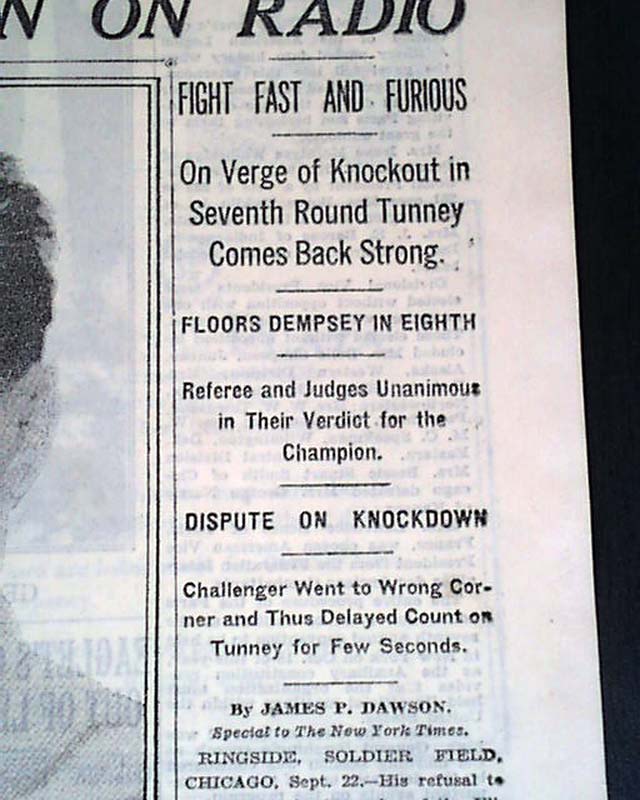 N ON RADIO
FIGHT FAST AND FURIOUS
On Verge of Knockout in
Seventh Round Tunney
Comes Back Strong.
FLOORS DEMPSEY IN EIGHTH
Referee and Judges Unanimous
in Their Verdict for the
Champion.
DISPUTE ON KNOCKDOWN
Challenger Went to Wrong Cor-
ner and Thus Delayed Count on
Tunney for Few Seconds.
By JAMES P. DAWSON.
Special to The New York Times.
RINGSIDE, SOLDIER FIELD,
CHICAGO, Sept. 22.—His refusal to